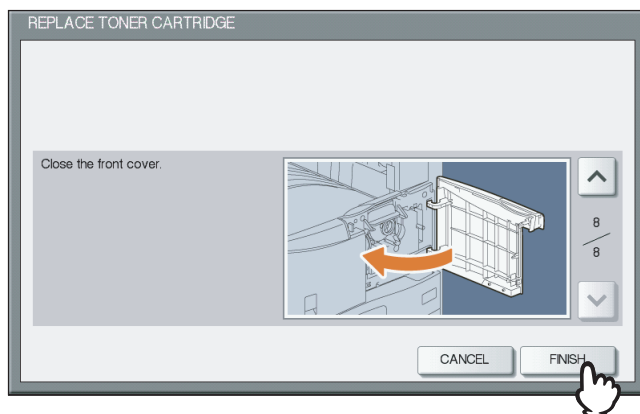 REPLACE TONER CARTRIDGE
Close the front cover.
8
8
CANCEL
FINISH